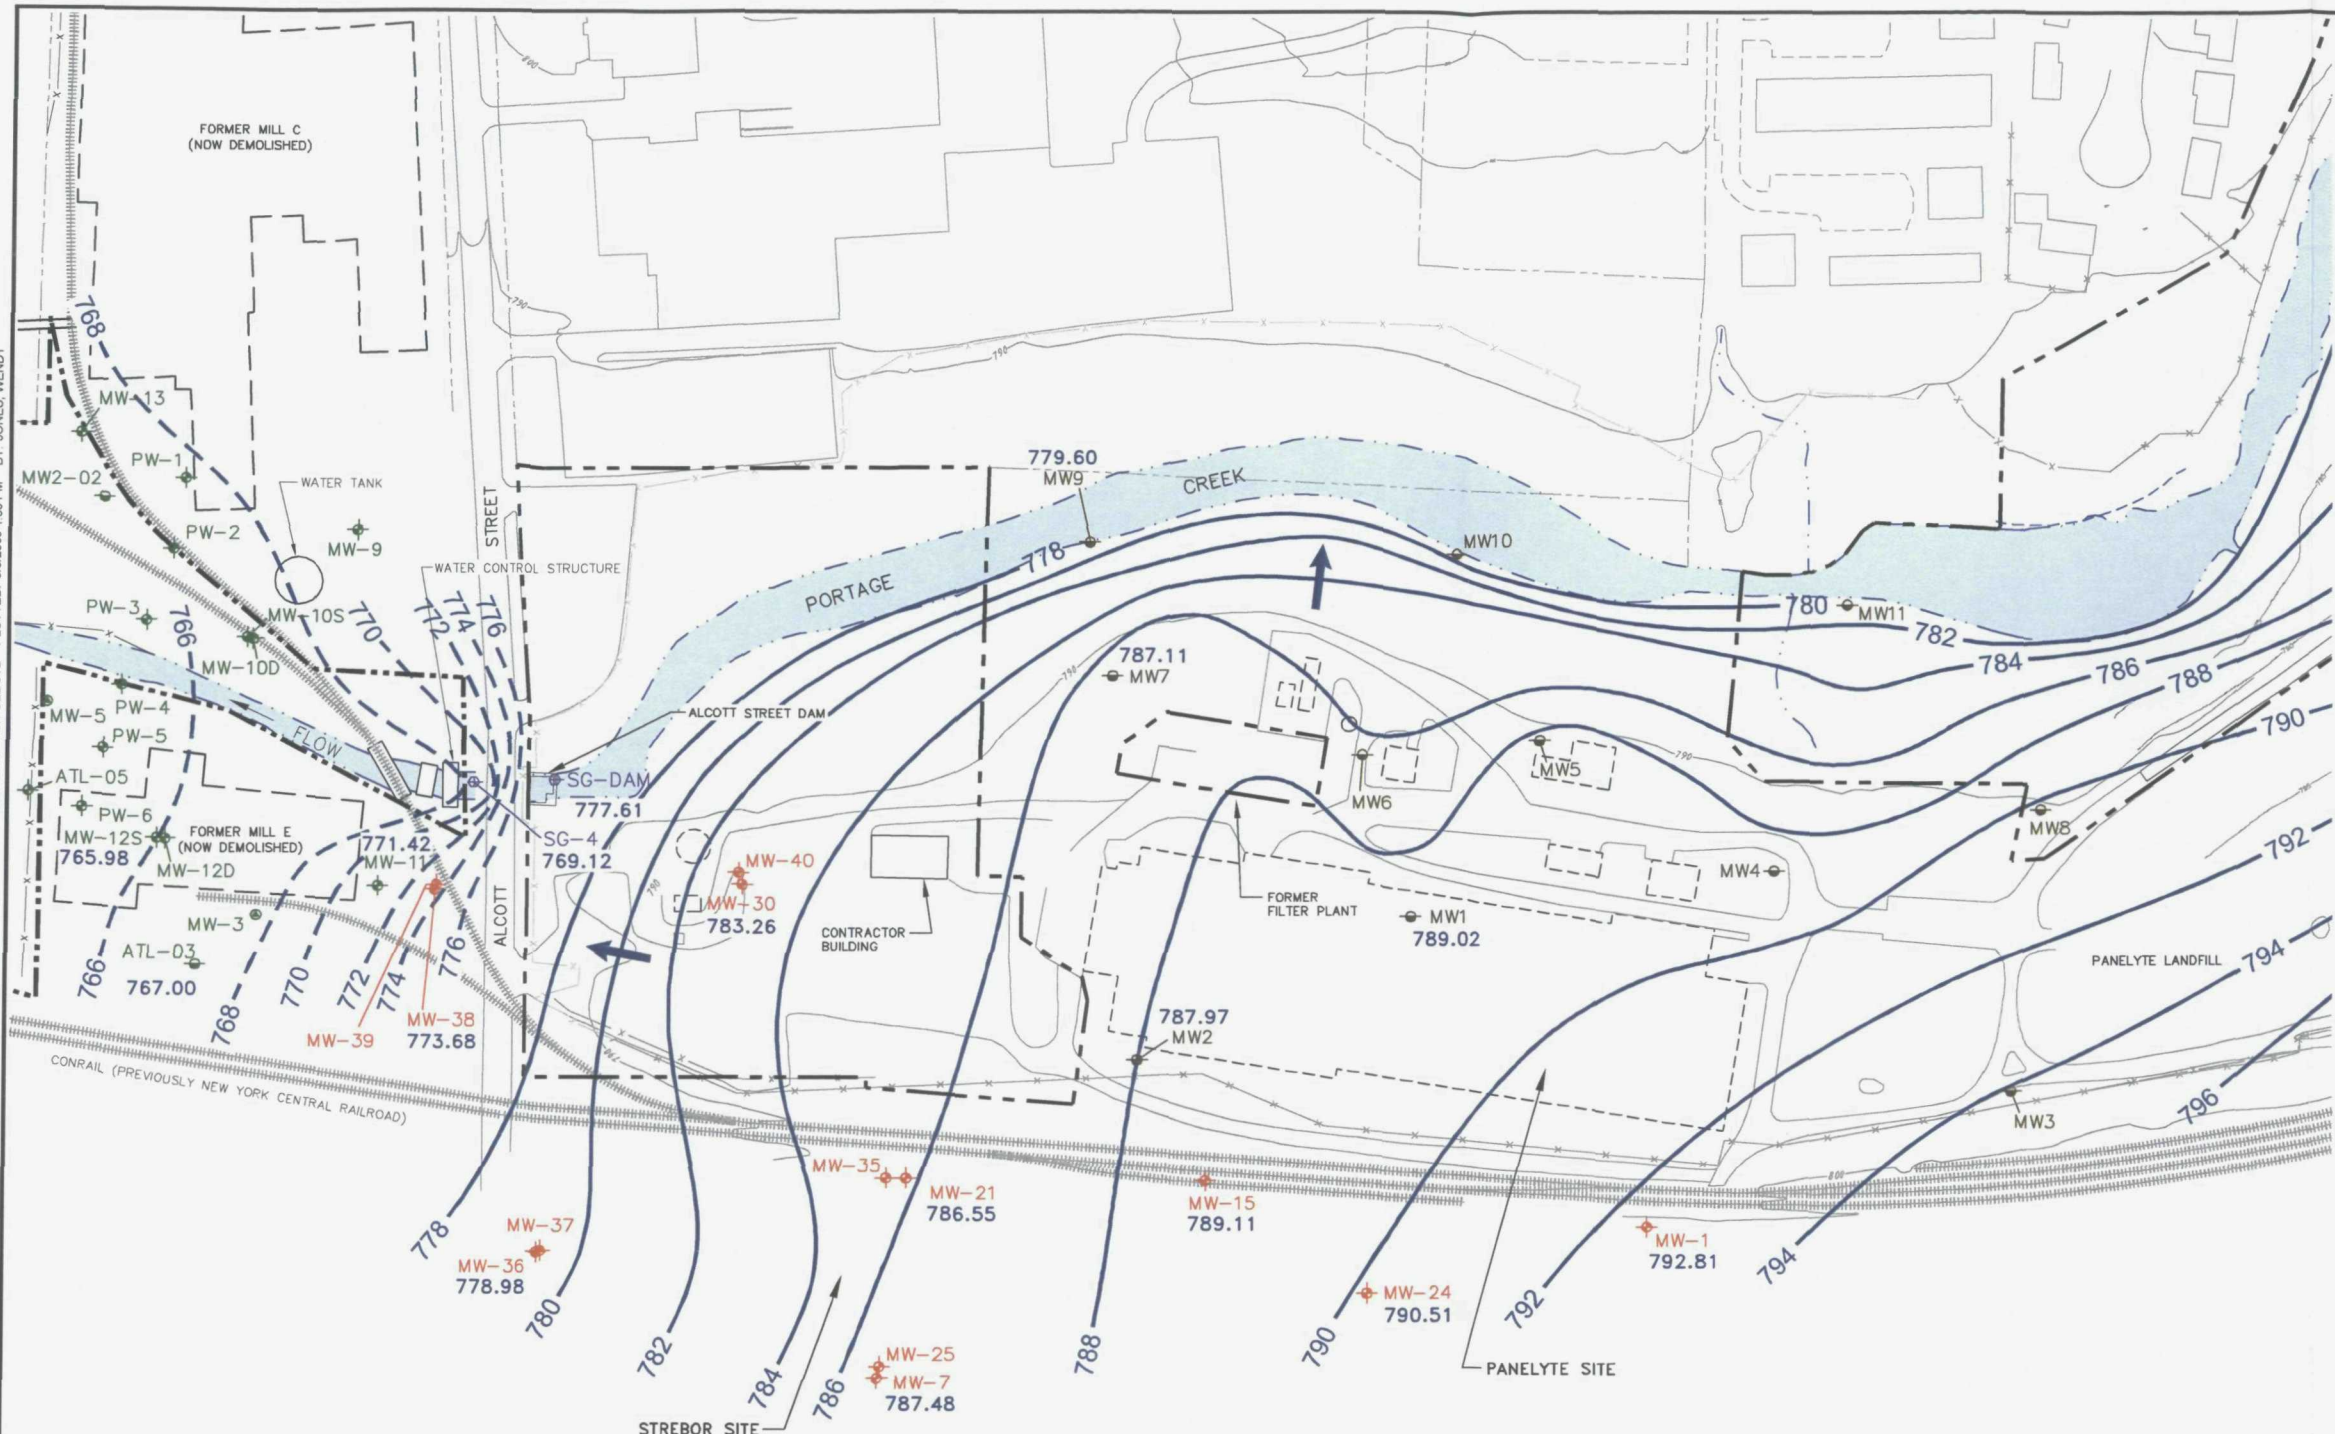 800
FORMER MILL C
(NOW DEMOLISHED)
768
790
790
MW-13
PW-1
MW2-02
WATER TANK
STREET
779.60
MW9
CREEK
PW-2
MW-9
MW10
778
WATER CONTROL STRUCTURE
PORTAGE
PW-3
766
MW-10S
770
772
774
776
780
MW11
782
MW-10D
787.11
MW7
790
784
786
788
MW-5
PW-4
ALCOTT STREET DAM
790
FLOW
PW-5
790
ATL-05
SG-DAM
777.61
MW5
MW6
PW-6
MW-12S
765.98
FORMER MILL E
(NOW DEMOLISHED)
771.42
MW-11
SG-4
769.12
MW8
792
MW-12D
MW-40
790
MW-30
783.26
MW4
MW-3
ALCOTT
CONTRACTOR
BUILDING
FORMER
FILTER PLANT
MW1
789.02
ATL-03
767.00
766
768
770
772
774
776
PANELYTE LANDFILL
794
MW-38
773.68
MW-39
787.97
MW2
CONRAIL (PREVIOUSLY NEW YORK CENTRAL RAILROAD)
796
MW3
800
MW-35
MW-21
786.55
MW-15
789.11
778
MW-37
MW-36
778.98
MW-1
792.81
794
780
MW-24
790.51
792
782
784
786
788
790
MW-25
MW-7
787.48
PANELYTE SITE
STREBOR SITE